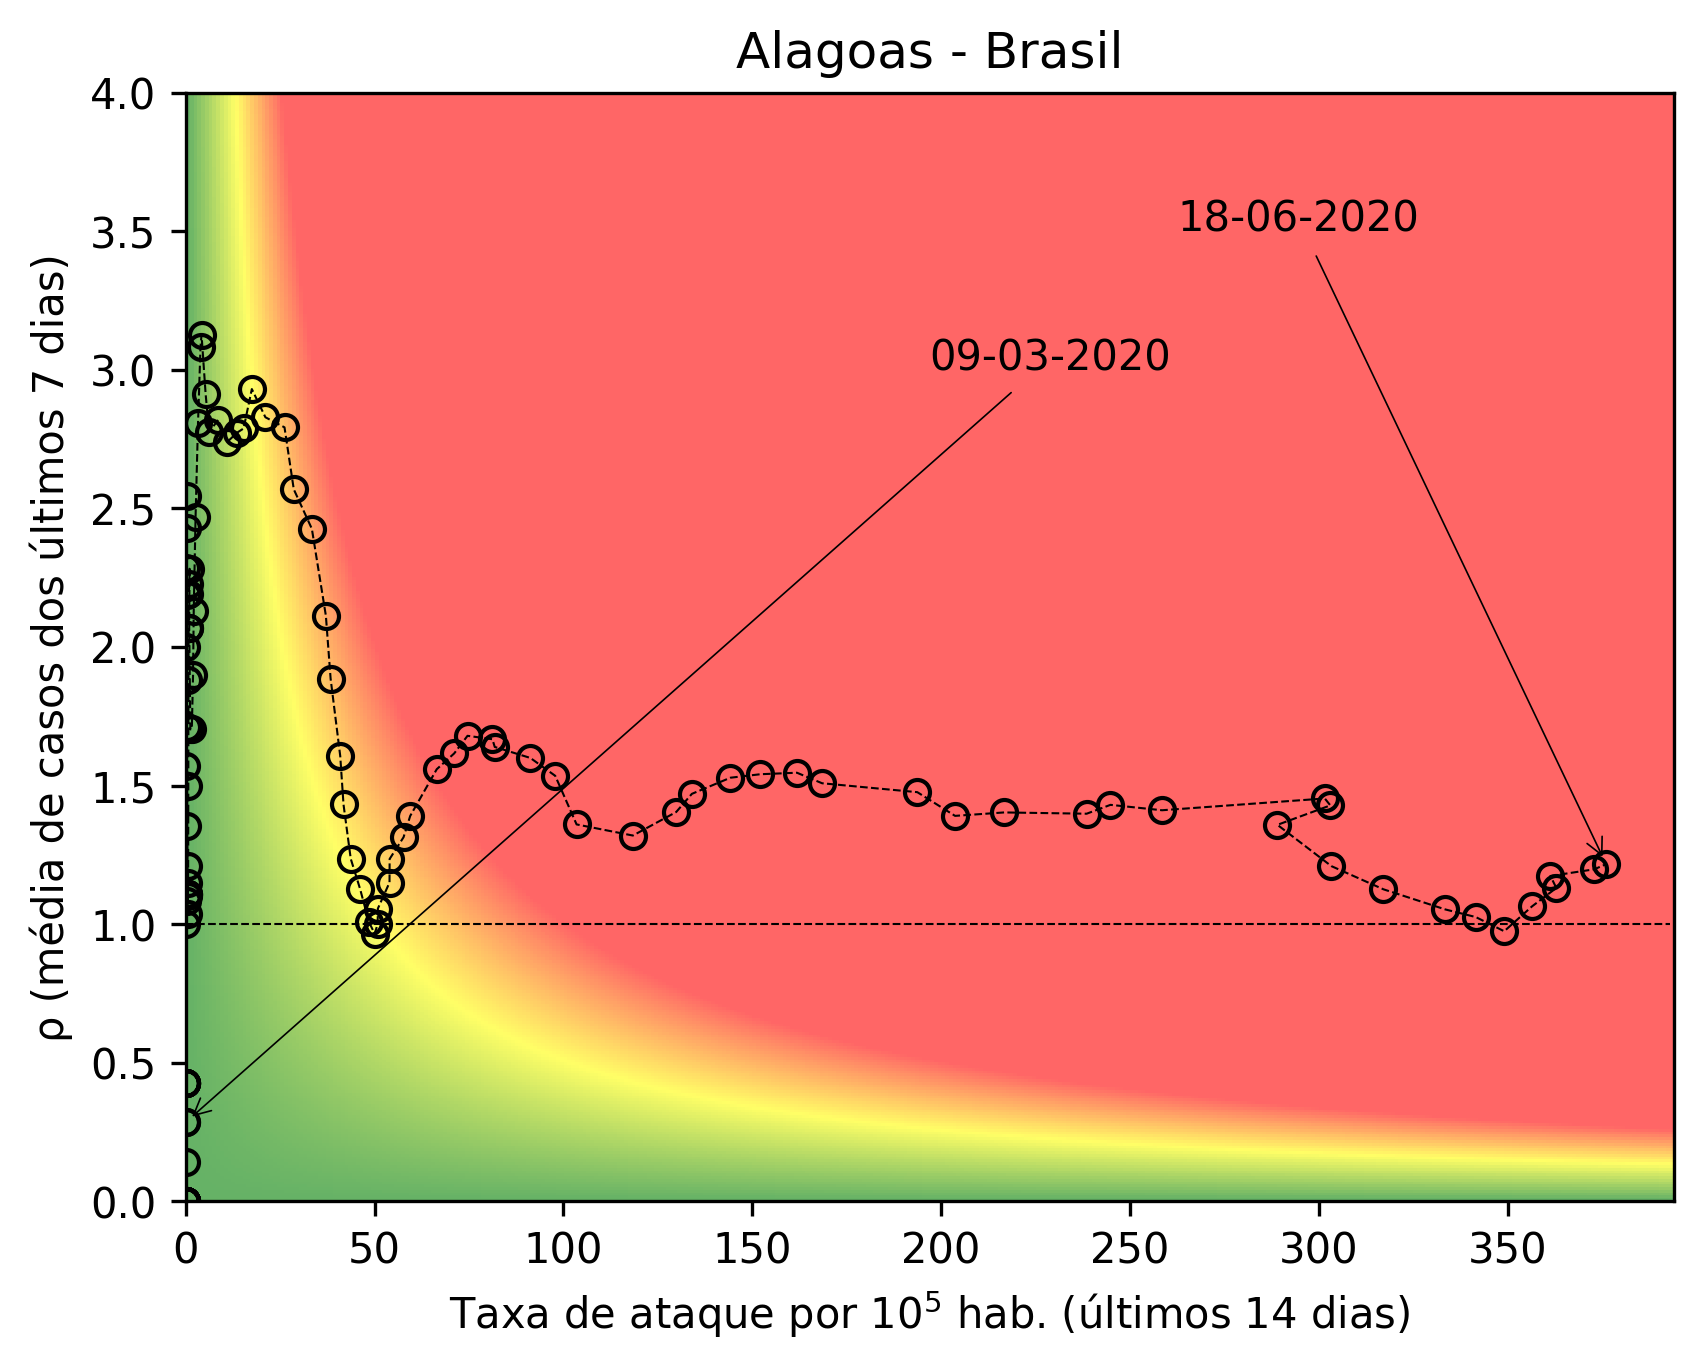 Alagoas - Brasil
4.0
3.5
3.0
2.5
2.0
1.5
1.0
0.5
0.0
ρ (média de casos dos últimos 7 dias)
18-06-2020
09-03-2020
0 50 100 150 200 250 300 350
Taxa de ataque por 10⁵ hab. (últimos 14 dias)